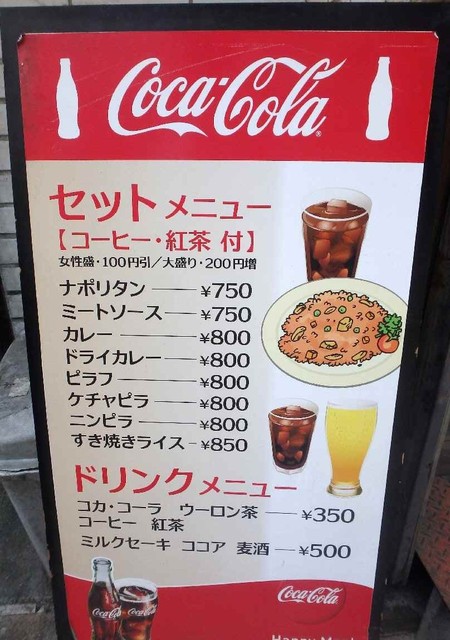 Coca-Cola
セットメニュー
【コーヒー・紅茶 付】
女性盛・100円引/大盛り・200円増
ナポリタン ¥750
ミートソース ¥750
カレー ¥800
ドライカレー ¥800
ピラフ ¥800
ケチャピラ ¥800
ニンピラ ¥800
すき焼きライス ¥850
ドリンクメニュー
コカ・コーラ ウーロン茶 ¥350
コーヒー 紅茶
ミルクセーキ ココア 麦酒 ¥500
Coca-Cola
Coca-Cola
Coca-Cola
Happy